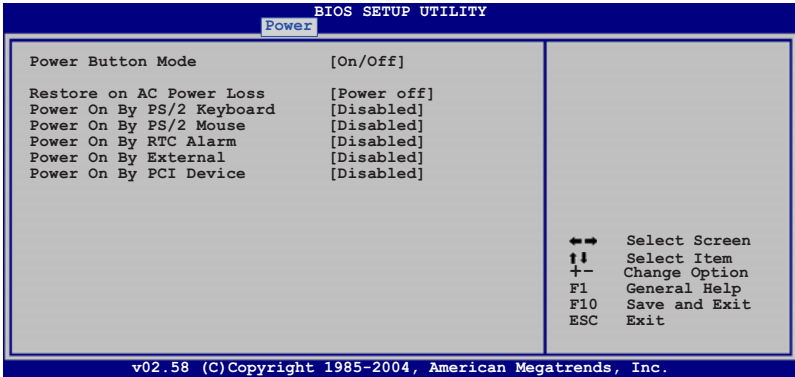 BIOS SETUP UTILITY
Power
Power Button Mode [On/Off]
Restore on AC Power Loss [Power off]
Power On By PS/2 Keyboard [Disabled]
Power On By PS/2 Mouse [Disabled]
Power On By RTC Alarm [Disabled]
Power On By External [Disabled]
Power On By PCI Device [Disabled]
←→ Select Screen
↑↓ Select Item
+- Change Option
F1 General Help
F10 Save and Exit
ESC Exit
v02.58 (C)Copyright 1985-2004, American Megatrends, Inc.